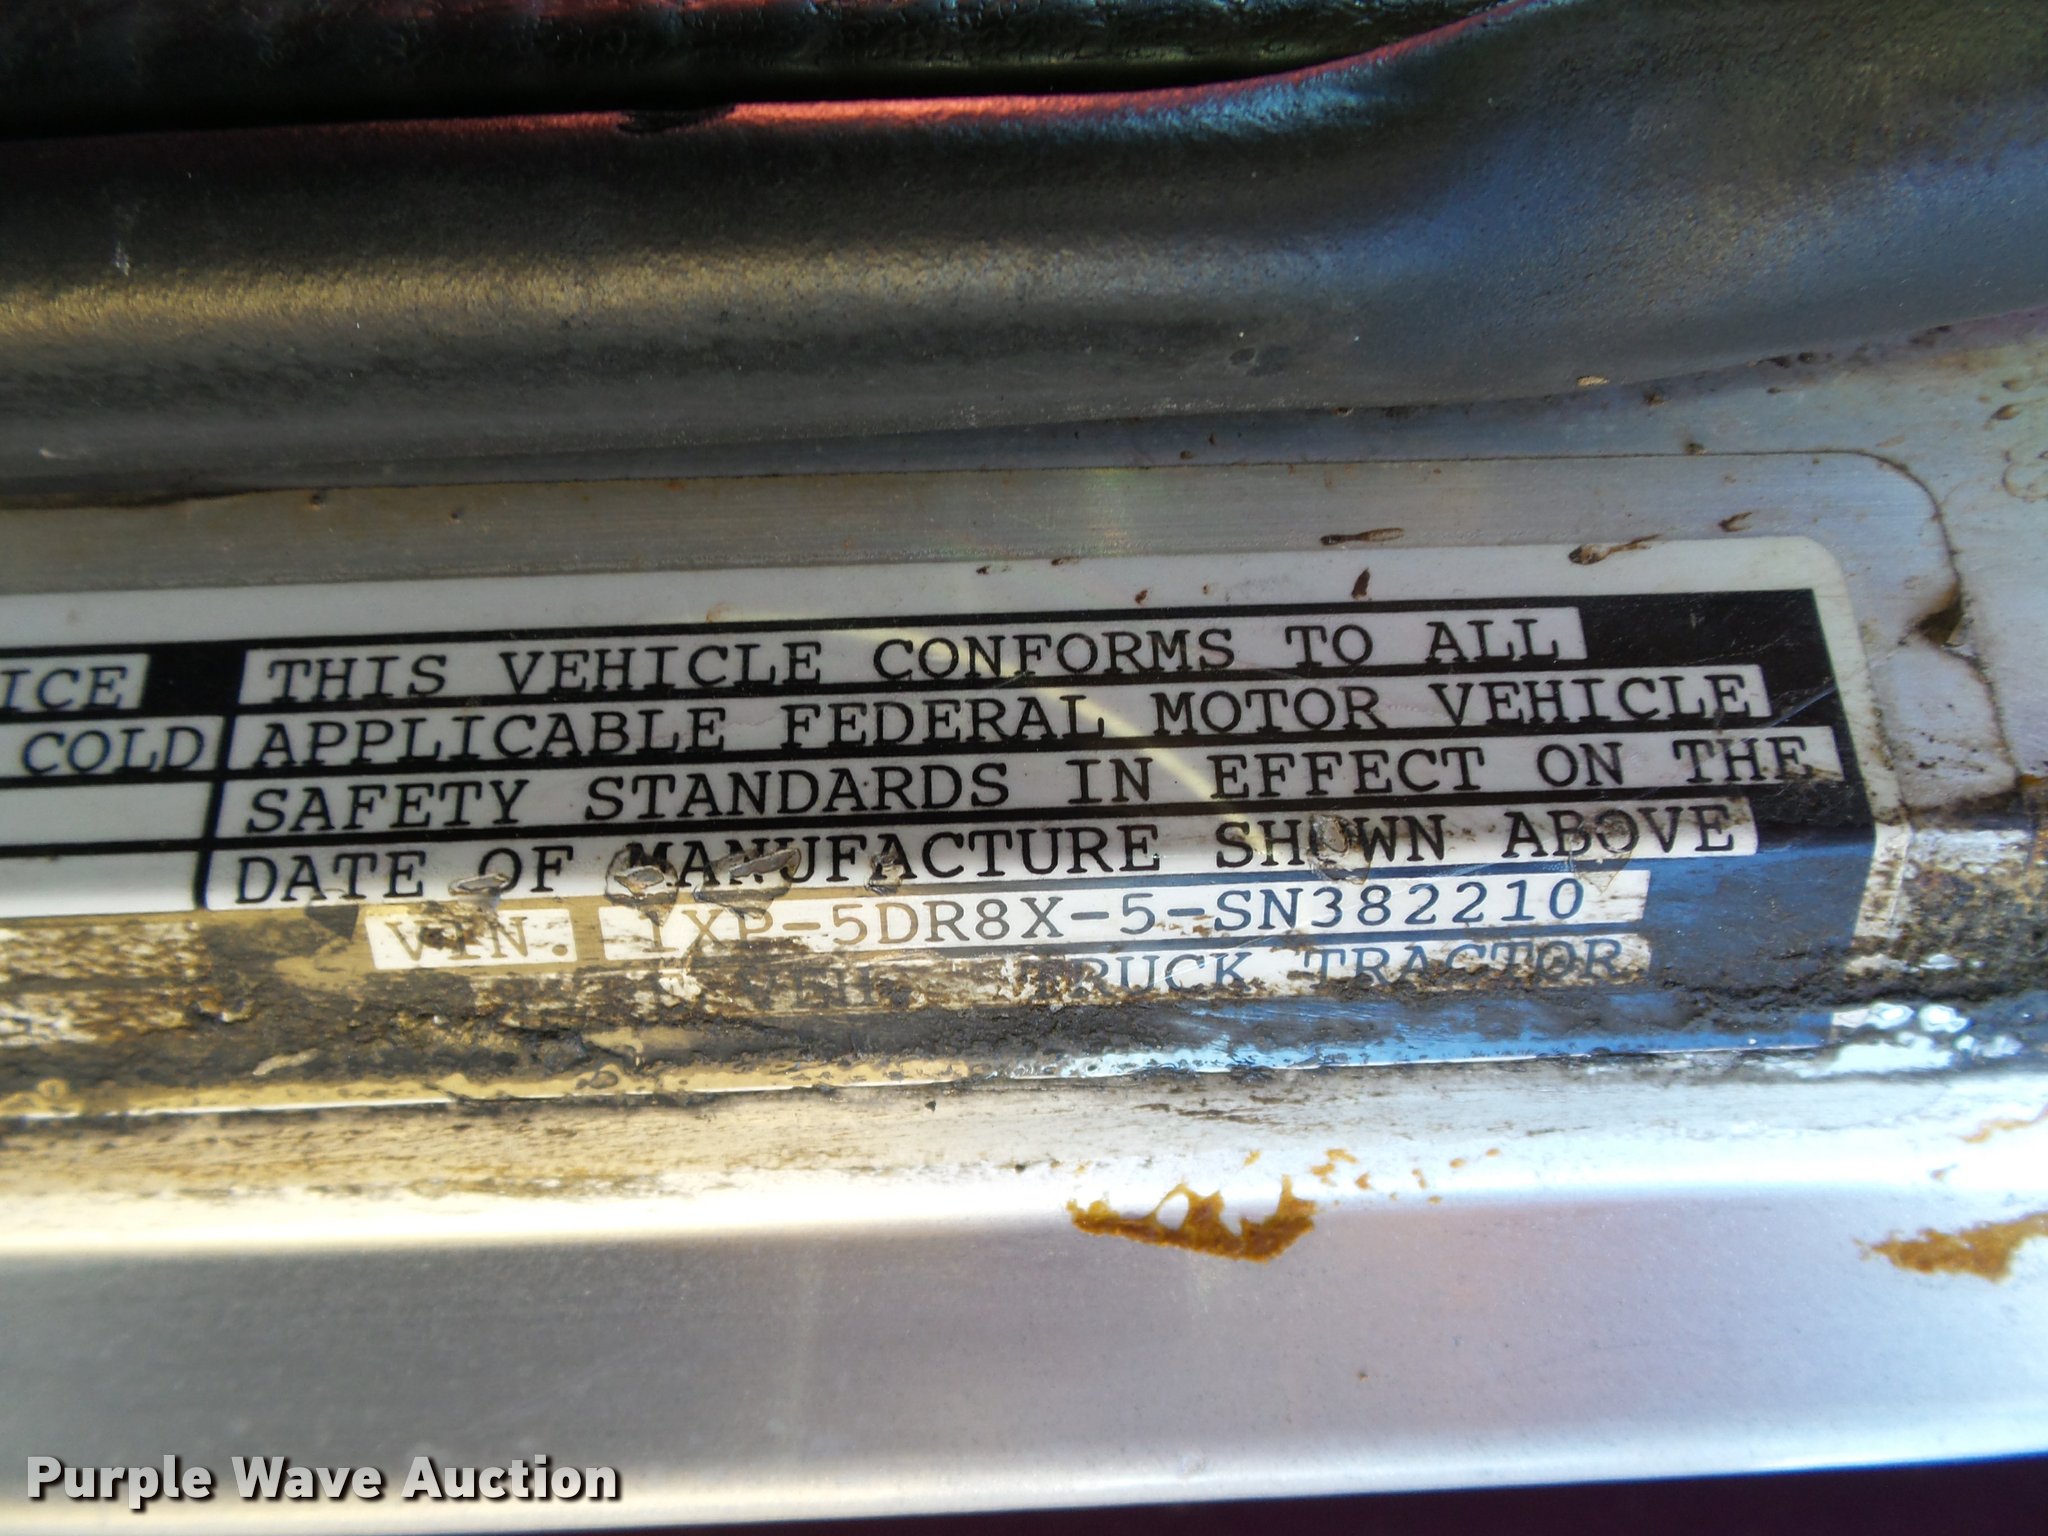 ICE THIS VEHICLE CONFORMS TO ALL
COLD APPLICABLE FEDERAL MOTOR VEHICLE
SAFETY STANDARDS IN EFFECT ON THE
DATE OF MANUFACTURE SHOWN ABOVE
VIN. 1XP-5DR8X-5-SN382210
TRUCK TRACTOR
Purple Wave Auction